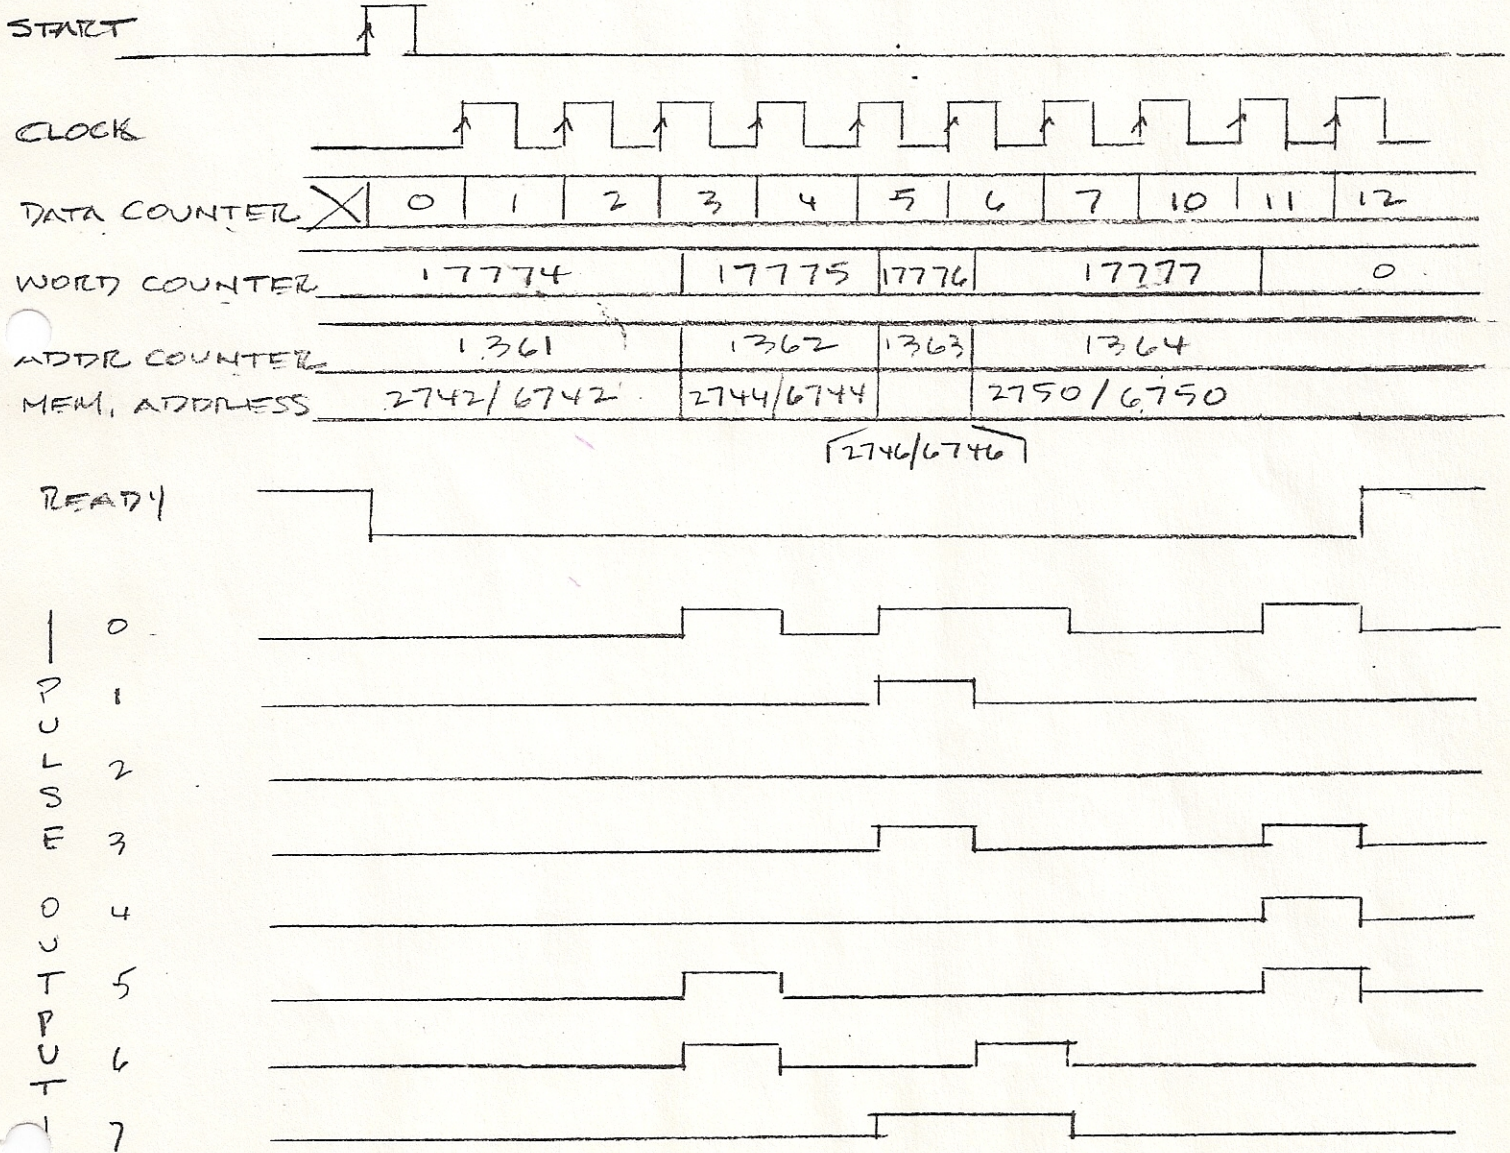 START
CLOCK
DATA COUNTER 0 1 2 3 4 5 6 7 10 11 12
WORD COUNTER 17774 17775 17776 17777 0
ADDR COUNTER 1361 1362 1363 1364
MEM. ADDRESS 2742/6742 2744/6744 2750/6750
2746/6746
READY
PULSE OUTPUT
0
1
2
3
4
5
6
7